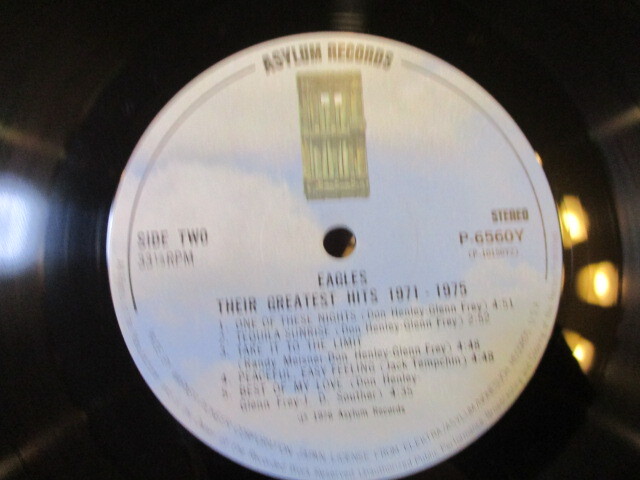 ASYLUM RECORDS
SIDE TWO
33⅓RPM
STEREO
P-6560Y
EAGLES
THEIR GREATEST HITS 1971 - 1975
1. ONE OF THESE NIGHTS (Don Henley-Glenn Frey) 4:51
2. TEQUILA SUNRISE (Don Henley-Glenn Frey) 2:52
3. TAKE IT TO THE LIMIT
(Randy Meisner-Don Henley-Glenn Frey) 4:48
4. PEACEFUL, EASY FEELING (Jack Tempchin) 4:48
5. BEST OF MY LOVE (Don Henley
Glenn Frey-J. D. Souther) 4:35
© 1976 Asylum Records